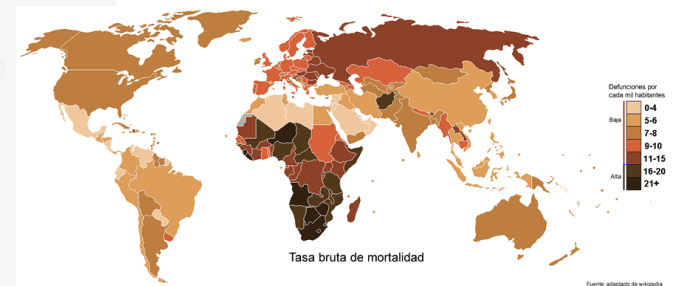 Defunciones por
cada mil habitantes
0-4
Baja
5-6
7-8
9-10
11-15
Alta
16-20
21+
Tasa bruta de mortalidad
Fuente: adaptado de wikipedia